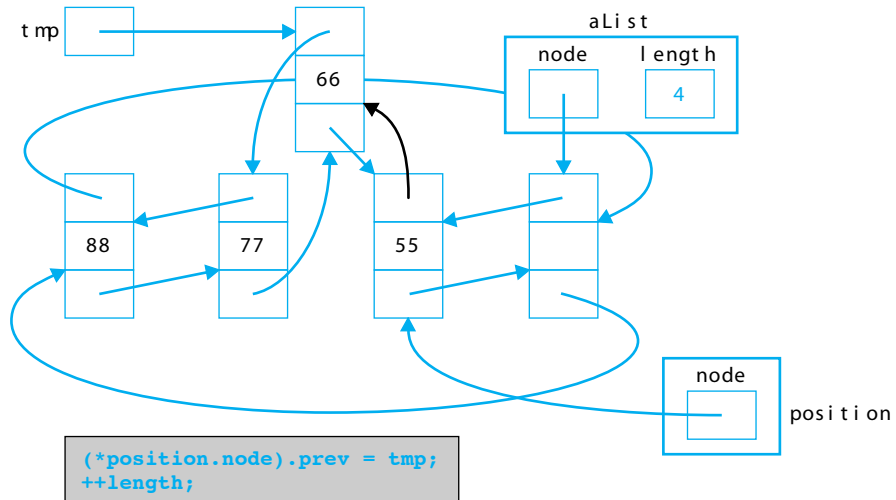 aList
tmp
node length
66
4
88
77
55
node
position
(*position.node).prev = tmp;
++length;